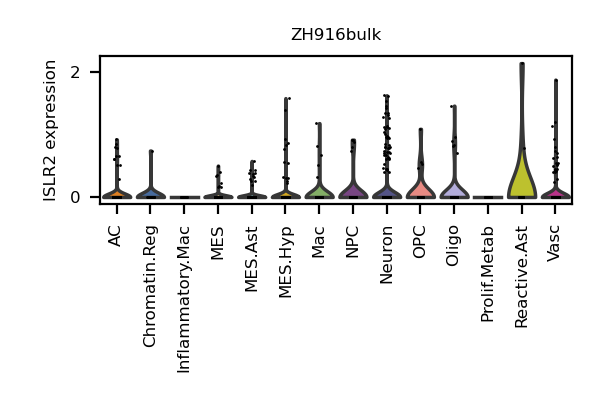 ZH916bulk
ISLR2 expression
2
0
AC
Chromatin.Reg
Inflammatory.Mac
MES
MES.Ast
MES.Hyp
Mac
NPC
Neuron
OPC
Oligo
Prolif.Metab
Reactive.Ast
Vasc